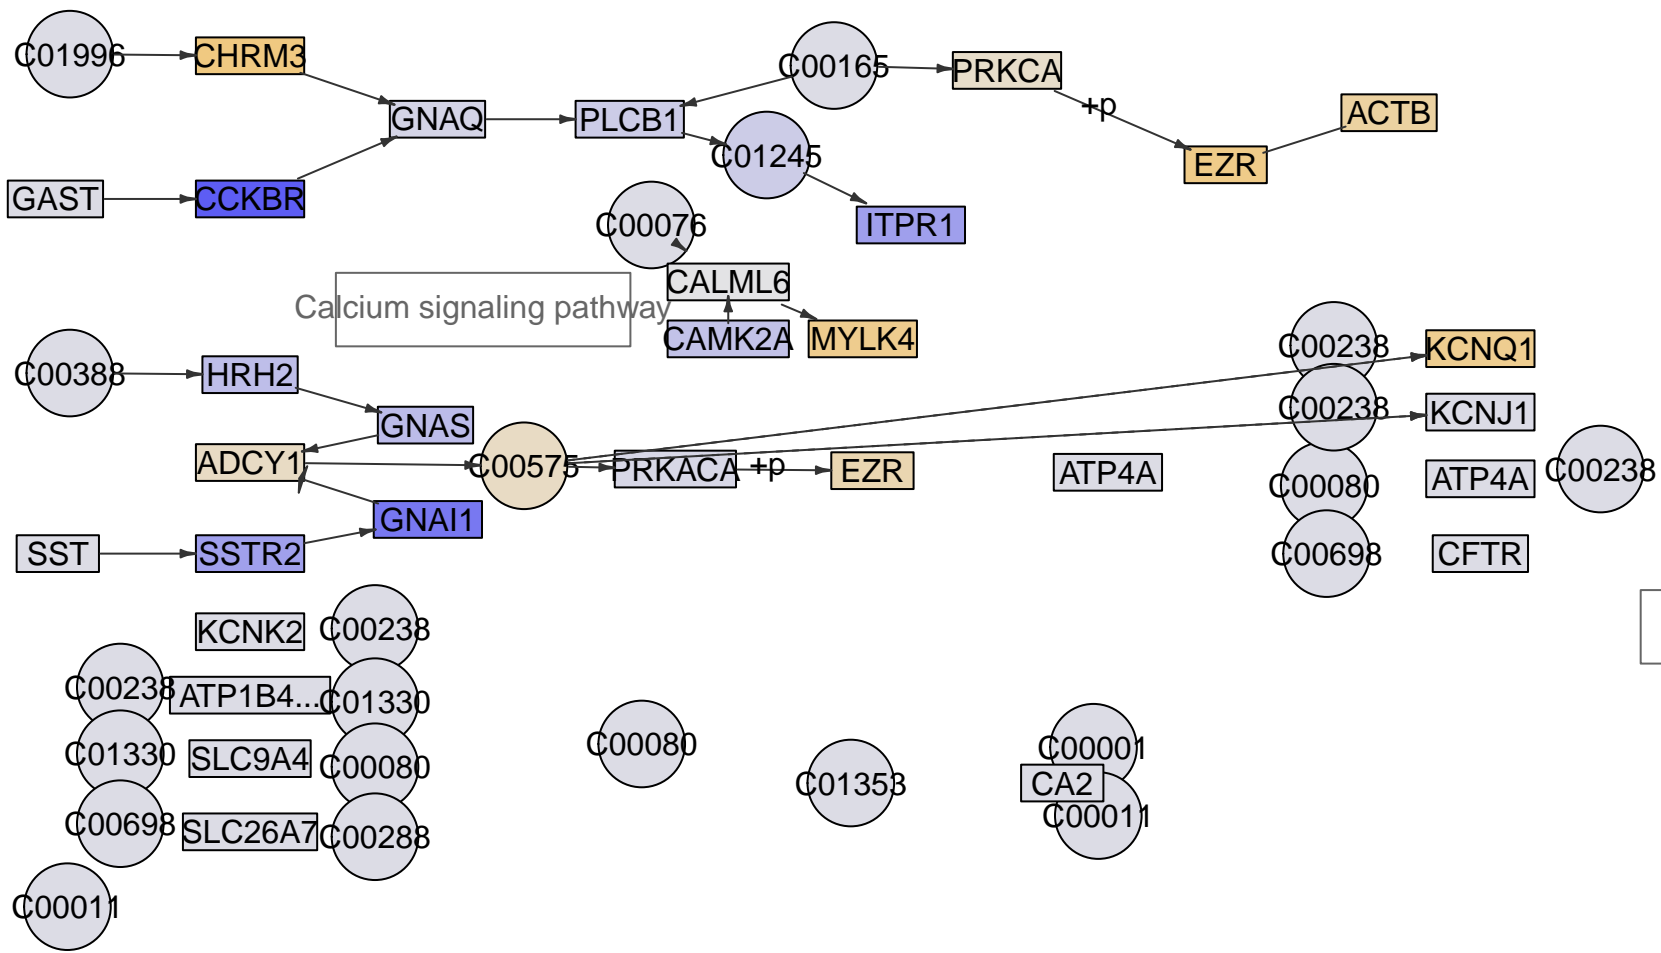 C01996
CHRM3
C00165
PRKCA
+p
ACTB
GNAQ
PLCB1
C01245
EZR
GAST
CCKBR
C00076
ITPR1
CALML6
Calcium signaling pathway
CAMK2A
MYLK4
C00238
KCNQ1
C00388
HRH2
C00238
KCNJ1
GNAS
ADCY1
C00575
PRKACA
+p
EZR
ATP4A
C00080
ATP4A
C00238
GNAI1
SST
SSTR2
C00698
CFTR
KCNK2
C00238
C00238
ATP1B4...
C01330
C01330
SLC9A4
C00080
C00080
C01353
C00001
CA2
C00011
C00698
SLC26A7
C00288
C00011